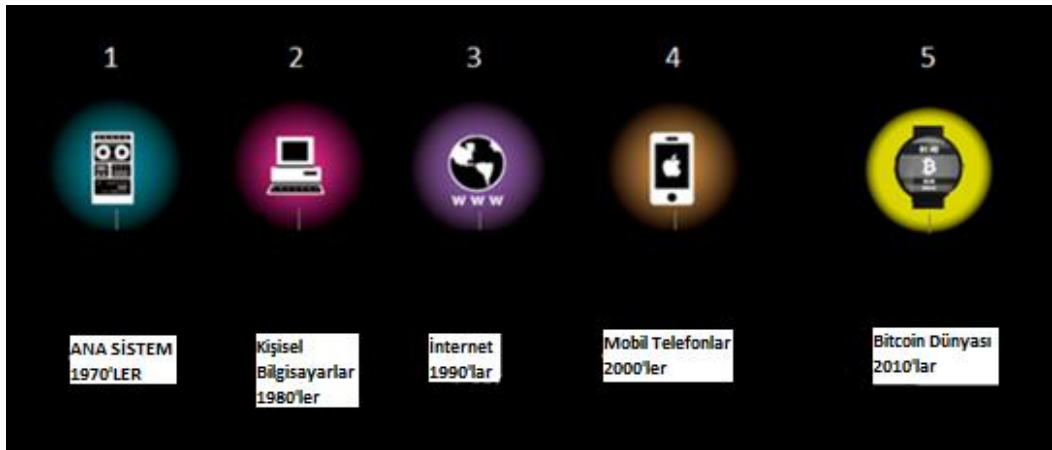 1
2
3
4
5
WWW
ANA SİSTEM
1970'LER
Kişisel
Bilgisayarlar
1980'ler
İnternet
1990'lar
Mobil Telefonlar
2000'ler
Bitcoin Dünyası
2010'lar